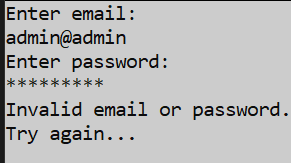 Enter email:
admin@admin
Enter password:
*********
Invalid email or password.
Try again...